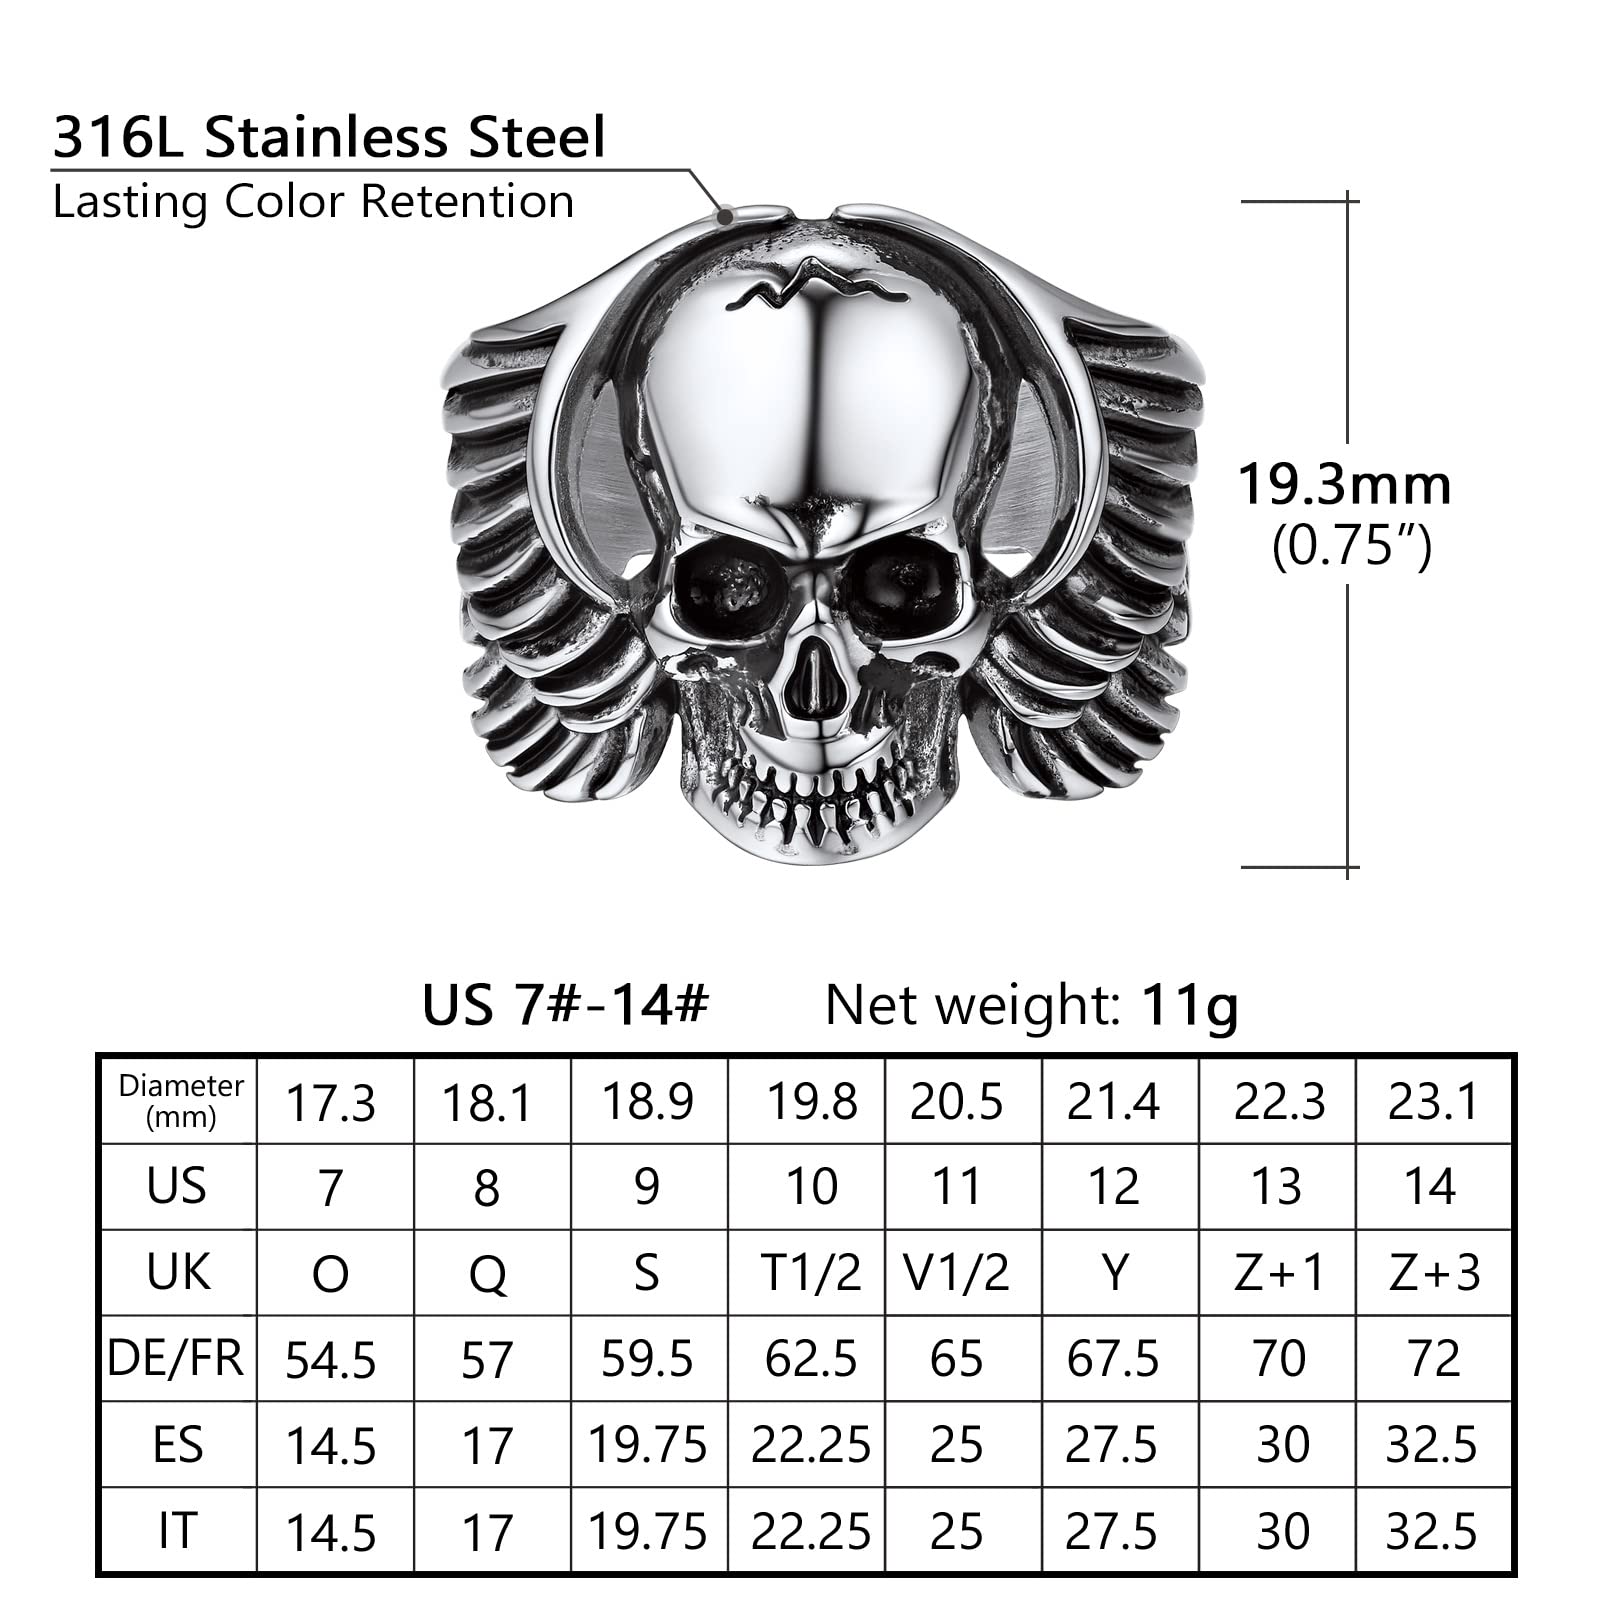 316L Stainless Steel
Lasting Color Retention
19.3mm
(0.75”)
US 7#-14# Net weight: 11g
Diameter (mm) 17.3 18.1 18.9 19.8 20.5 21.4 22.3 23.1
US 7 8 9 10 11 12 13 14
UK O Q S T1/2 V1/2 Y Z+1 Z+3
DE/FR 54.5 57 59.5 62.5 65 67.5 70 72
ES 14.5 17 19.75 22.25 25 27.5 30 32.5
IT 14.5 17 19.75 22.25 25 27.5 30 32.5